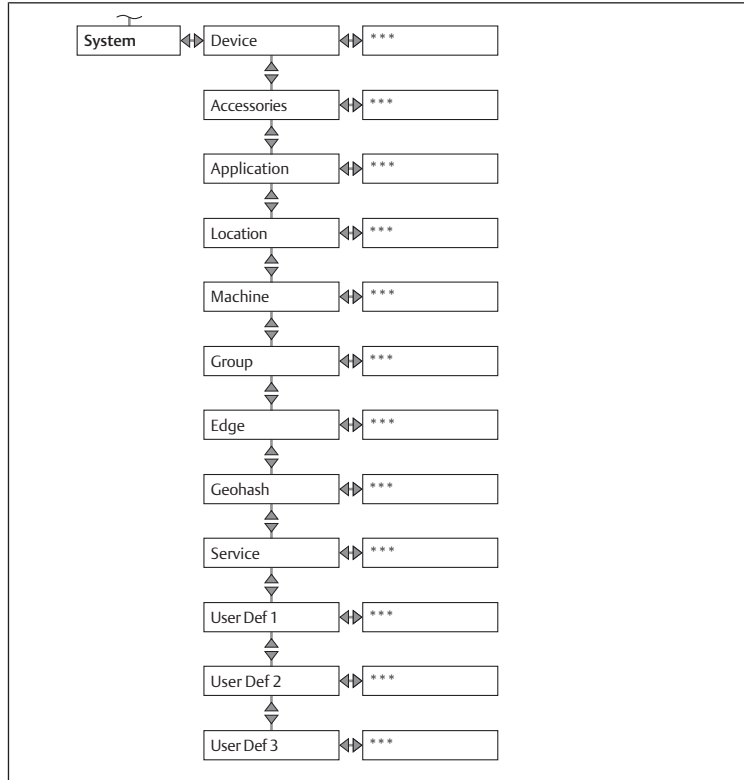 System Device ***
Accessories ***
Application ***
Location ***
Machine ***
Group ***
Edge ***
Geohash ***
Service ***
User Def 1 ***
User Def 2 ***
User Def 3 ***